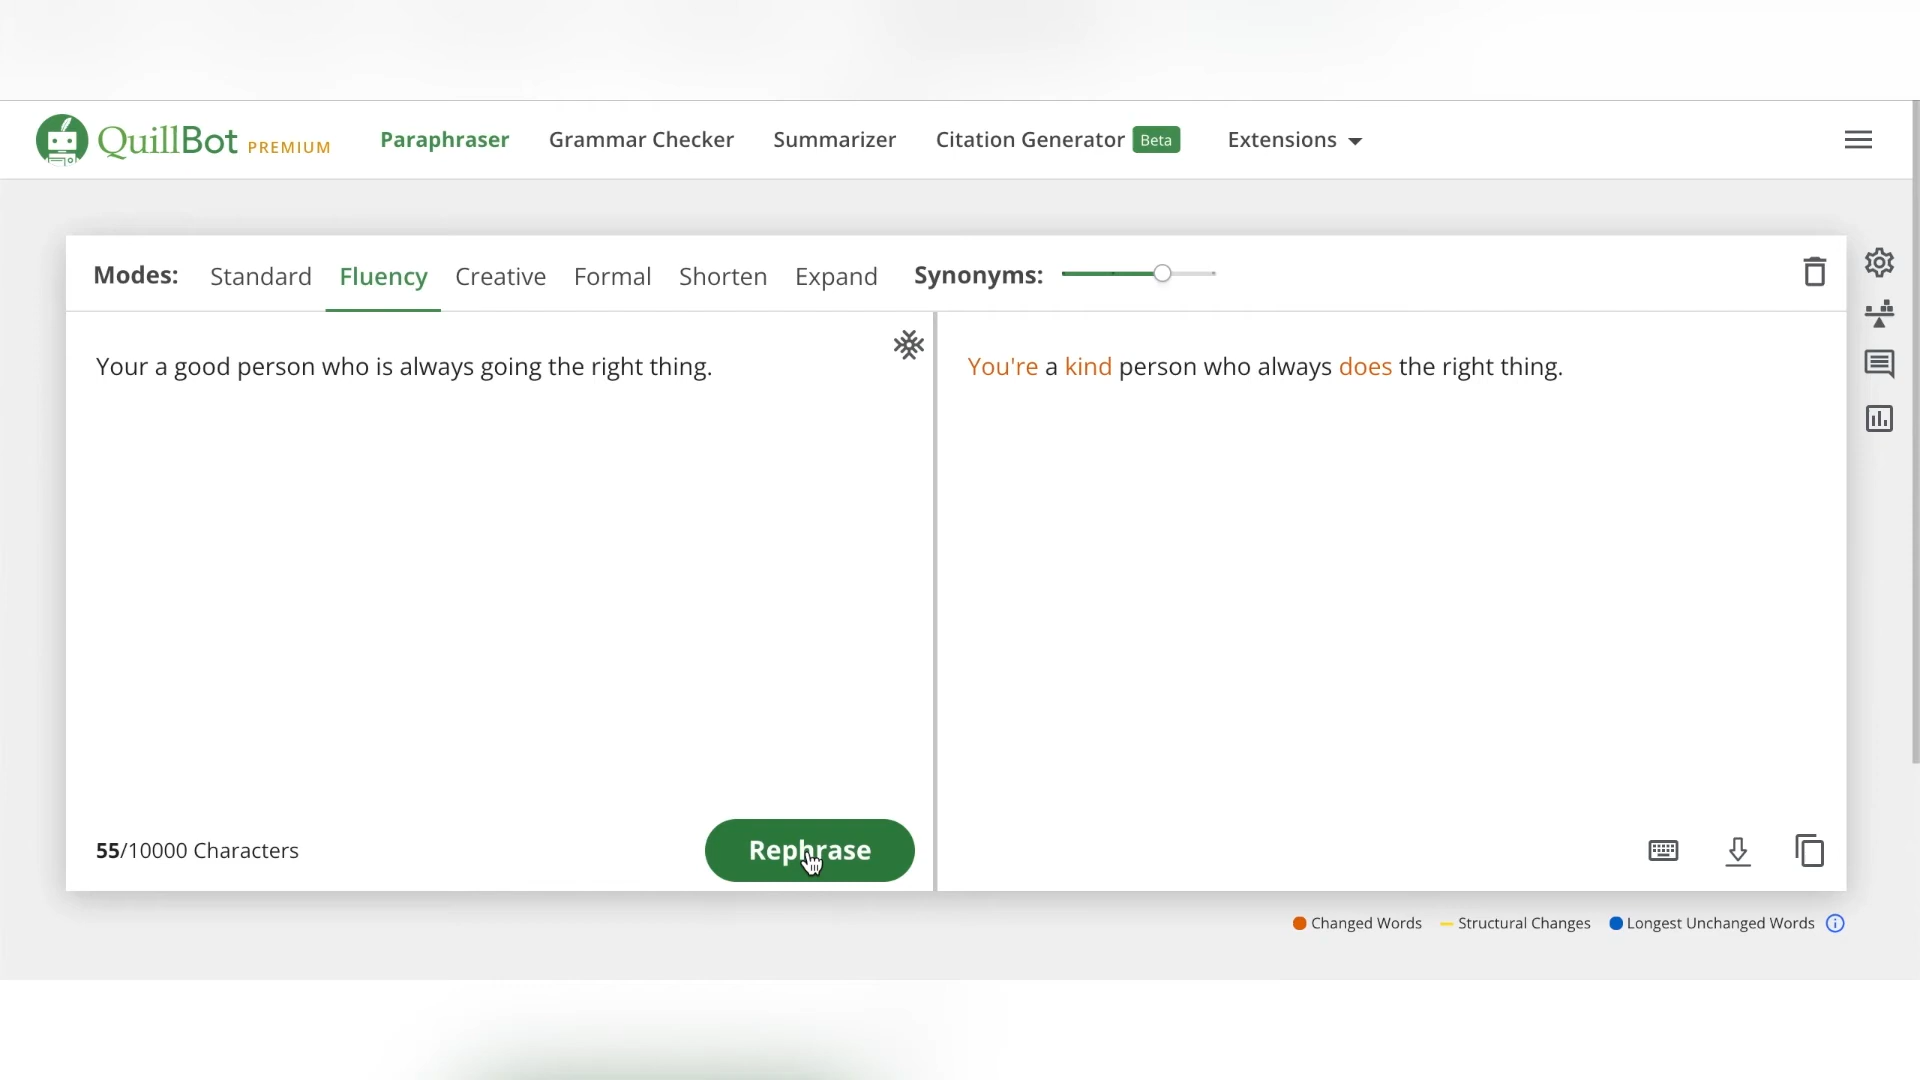 QuillBot PREMIUM Paraphraser Grammar Checker Summarizer Citation Generator Beta Extensions
Modes: Standard Fluency Creative Formal Shorten Expand Synonyms:
Your a good person who is always going the right thing.
You're a kind person who always does the right thing.
55/10000 Characters
Rephrase
Changed Words Structural Changes Longest Unchanged Words